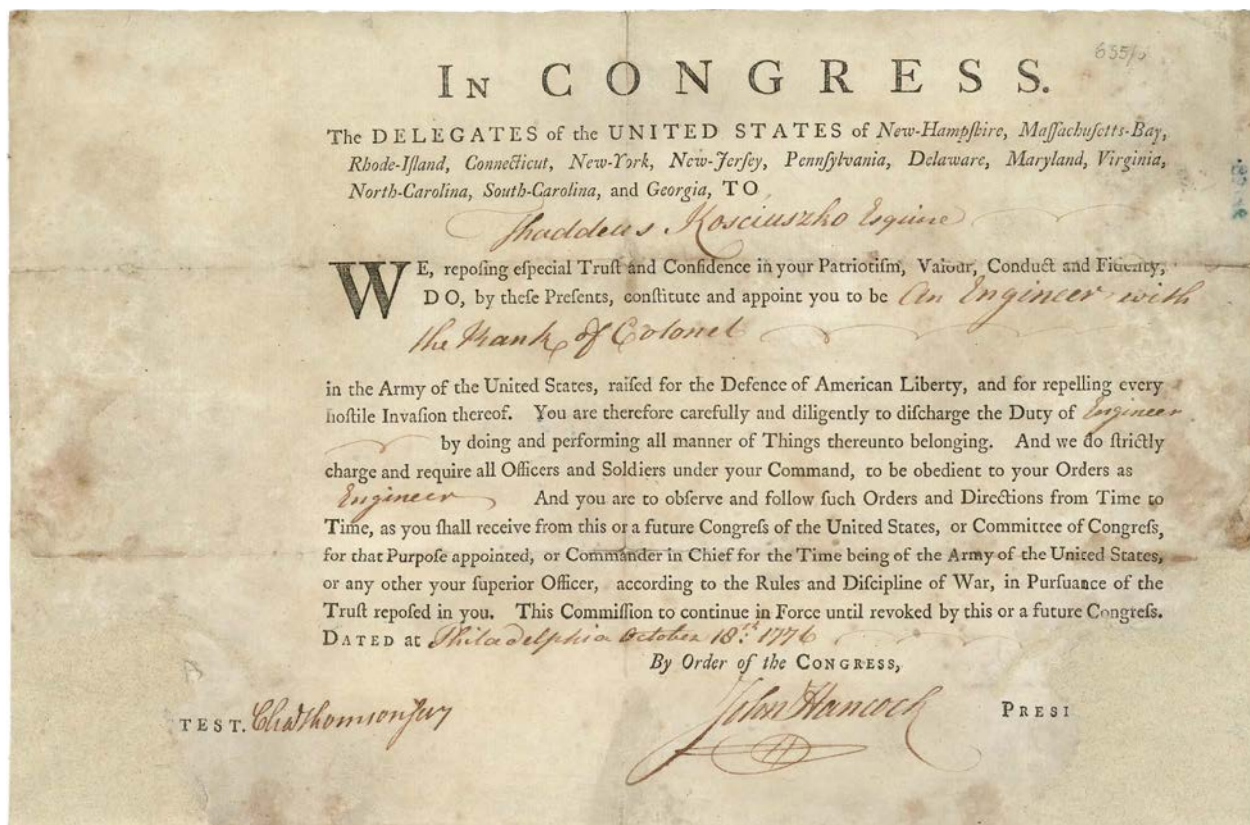 655/
IN CONGRESS.
The DELEGATES of the UNITED STATES of New-Hampſhire, Maſſachuſetts-Bay,
Rhode-Iſland, Connecticut, New-York, New-Jerſey, Pennſylvania, Delaware, Maryland, Virginia,
North-Carolina, South-Carolina, and Georgia, TO
Thaddeus Kosciuszko Esquire
WE, repoſing eſpecial Truſt and Confidence in your Patriotiſm, Valour, Conduct and Fidelity,
DO, by theſe Preſents, conſtitute and appoint you to be An Engineer with
the Rank of Colonel
in the Army of the United States, raiſed for the Defence of American Liberty, and for repelling every
hoſtile Invaſion thereof. You are therefore carefully and diligently to diſcharge the Duty of Engineer
by doing and performing all manner of Things thereunto belonging. And we do ſtrictly
charge and require all Officers and Soldiers under your Command, to be obedient to your Orders as
Engineer And you are to obſerve and follow ſuch Orders and Directions from Time to
Time, as you ſhall receive from this or a future Congreſs of the United States, or Committee of Congreſs,
for that Purpoſe appointed, or Commander in Chief for the Time being of the Army of the United States,
or any other your ſuperior Officer, according to the Rules and Diſcipline of War, in Purſuance of the
Truſt repoſed in you. This Commiſſion to continue in Force until revoked by this or a future Congreſs.
DATED at Philadelphia October 18th. 1776
By Order of the CONGRESS,
TEST. Chas Thomson Secy John Hancock PRESI